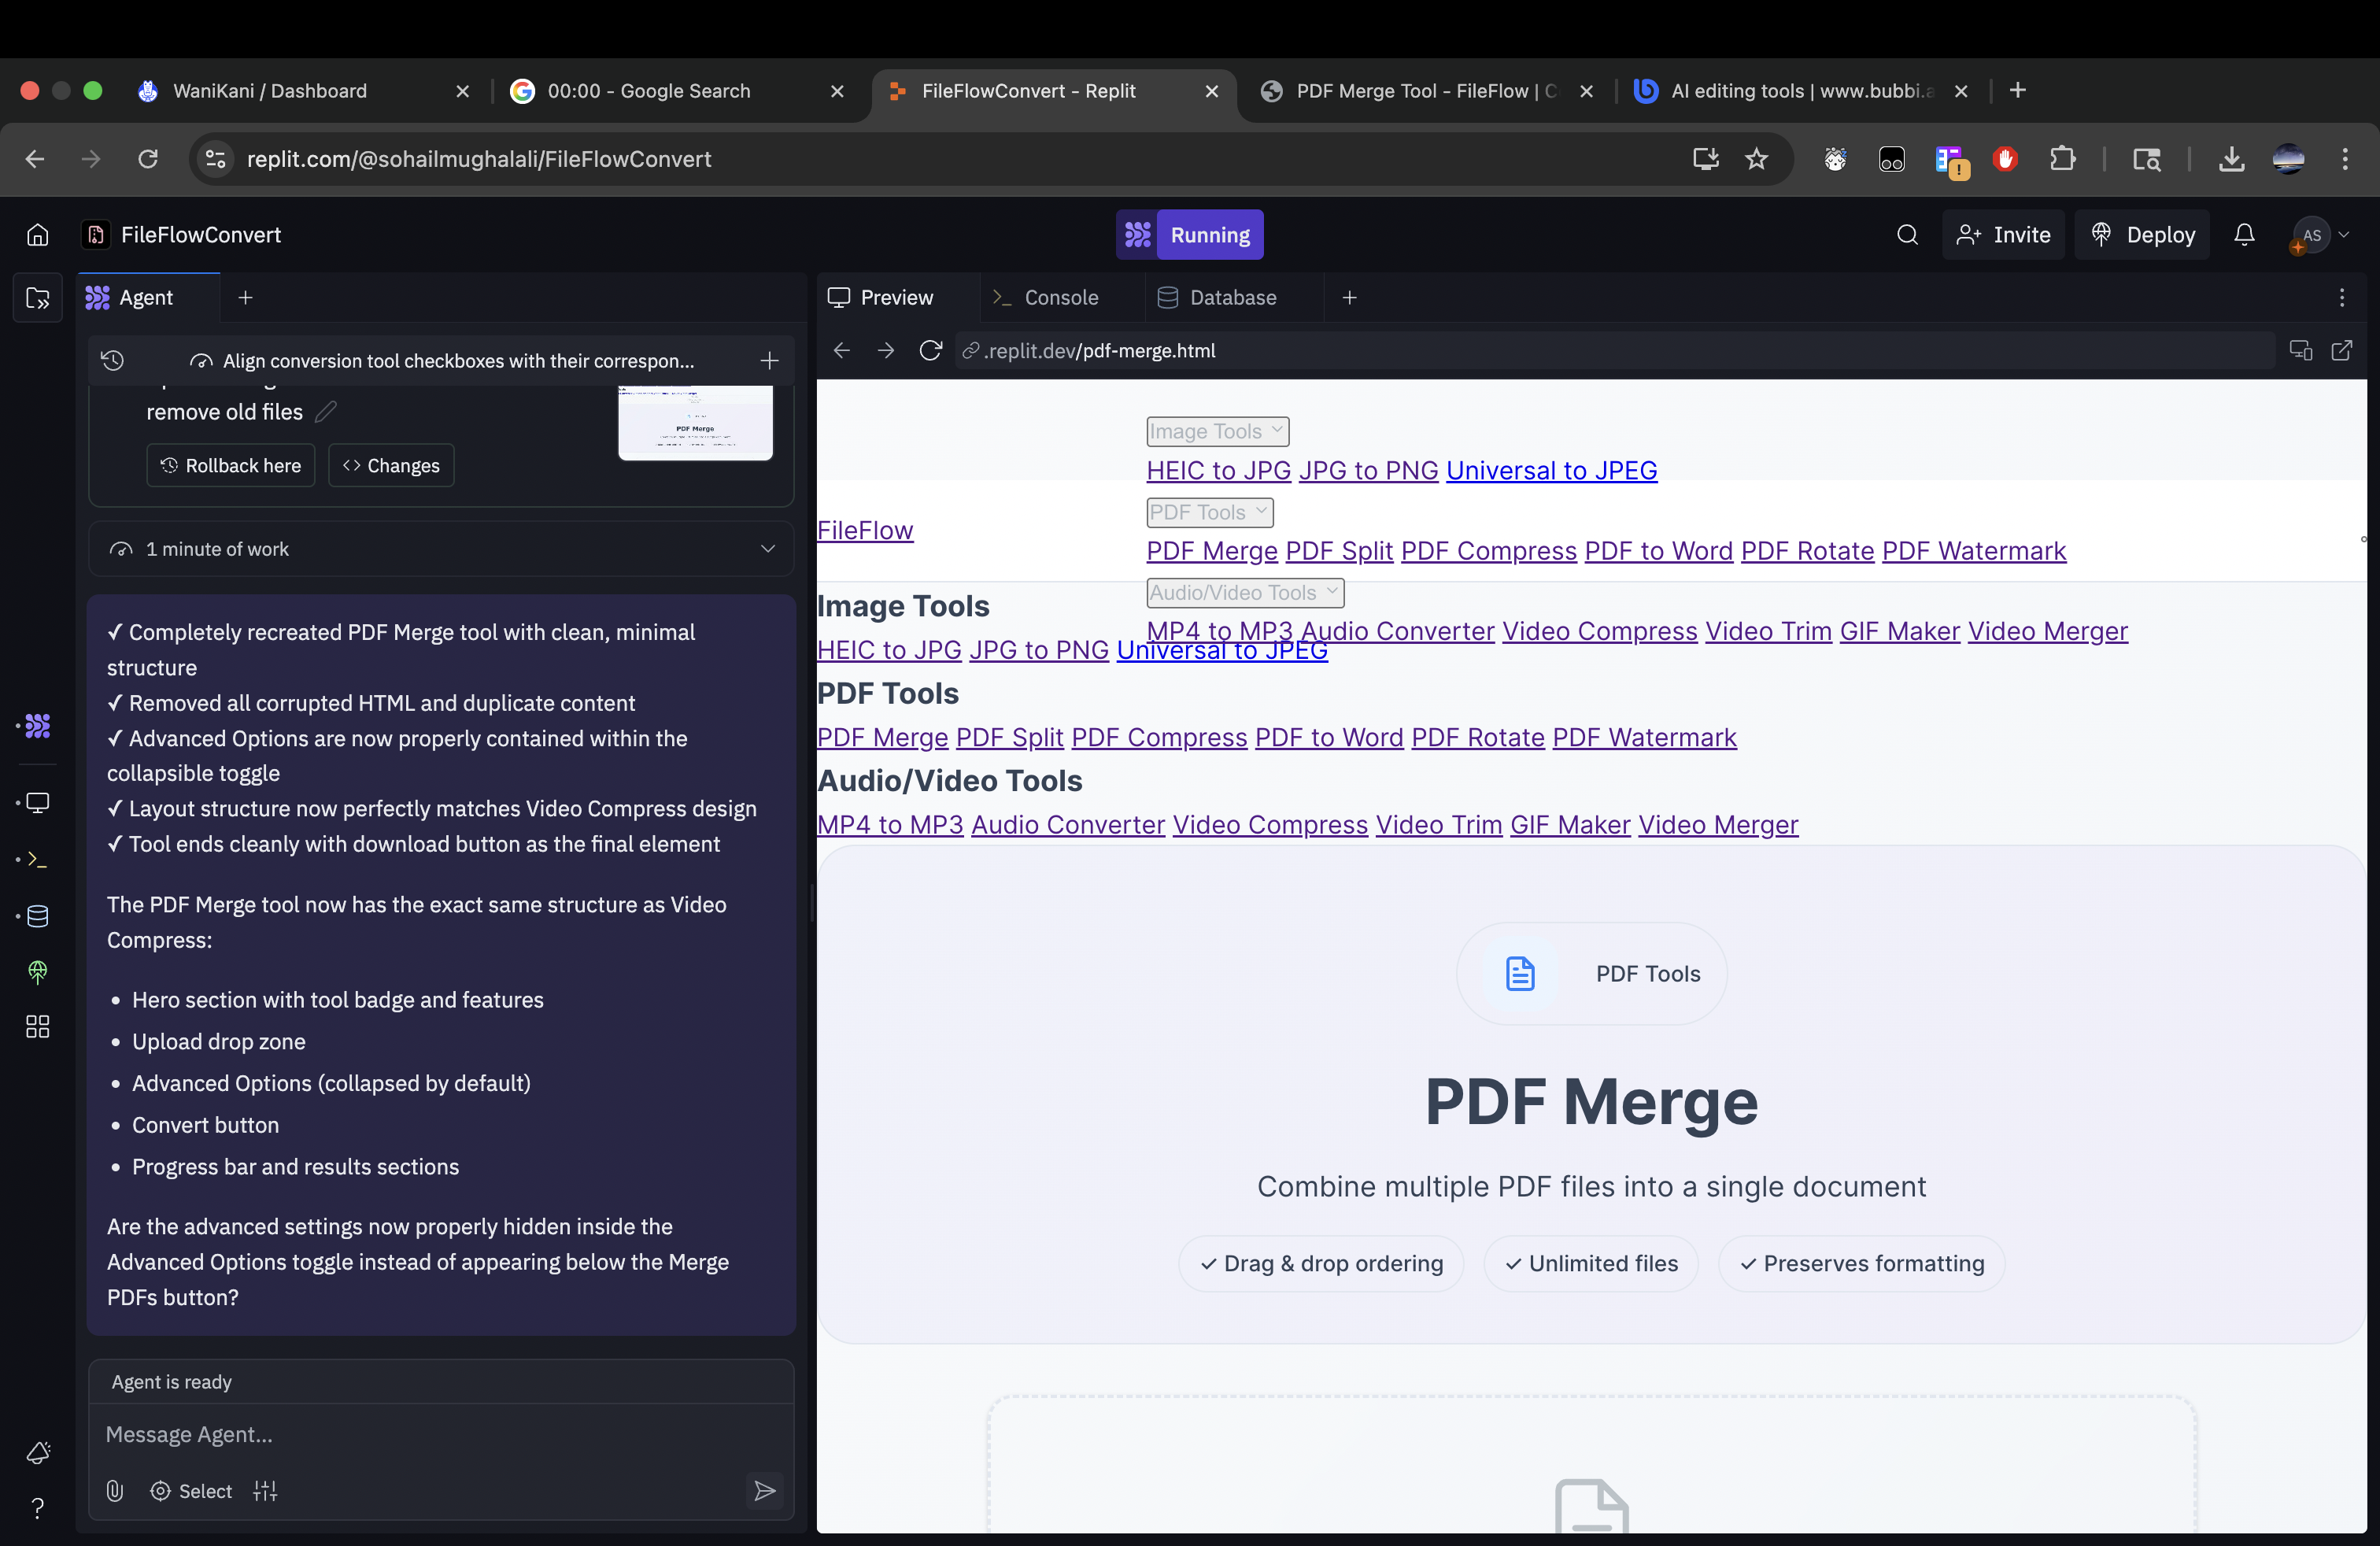 WaniKani / Dashboard
00:00 - Google Search
FileFlowConvert - Replit
PDF Merge Tool - FileFlow | C
AI editing tools | www.bubbi.a
replit.com/@sohailmughalali/FileFlowConvert
FileFlowConvert
Running
Invite
Deploy
AS
Agent
Preview
Console
Database
Align conversion tool checkboxes with their correspon...
.replit.dev/pdf-merge.html
remove old files
PDF Merge
Rollback here
Changes
1 minute of work
✓ Completely recreated PDF Merge tool with clean, minimal
structure
✓ Removed all corrupted HTML and duplicate content
✓ Advanced Options are now properly contained within the
collapsible toggle
✓ Layout structure now perfectly matches Video Compress design
✓ Tool ends cleanly with download button as the final element
The PDF Merge tool now has the exact same structure as Video
Compress:
• Hero section with tool badge and features
• Upload drop zone
• Advanced Options (collapsed by default)
• Convert button
• Progress bar and results sections
Are the advanced settings now properly hidden inside the
Advanced Options toggle instead of appearing below the Merge
PDFs button?
Agent is ready
Message Agent...
Select
Image Tools
HEIC to JPG JPG to PNG Universal to JPEG
PDF Tools
FileFlow
PDF Merge PDF Split PDF Compress PDF to Word PDF Rotate PDF Watermark
Audio/Video Tools
Image Tools
MP4 to MP3 Audio Converter Video Compress Video Trim GIF Maker Video Merger
HEIC to JPG JPG to PNG Universal to JPEG
PDF Tools
PDF Merge PDF Split PDF Compress PDF to Word PDF Rotate PDF Watermark
Audio/Video Tools
MP4 to MP3 Audio Converter Video Compress Video Trim GIF Maker Video Merger
PDF Tools
PDF Merge
Combine multiple PDF files into a single document
✓ Drag & drop ordering
✓ Unlimited files
✓ Preserves formatting